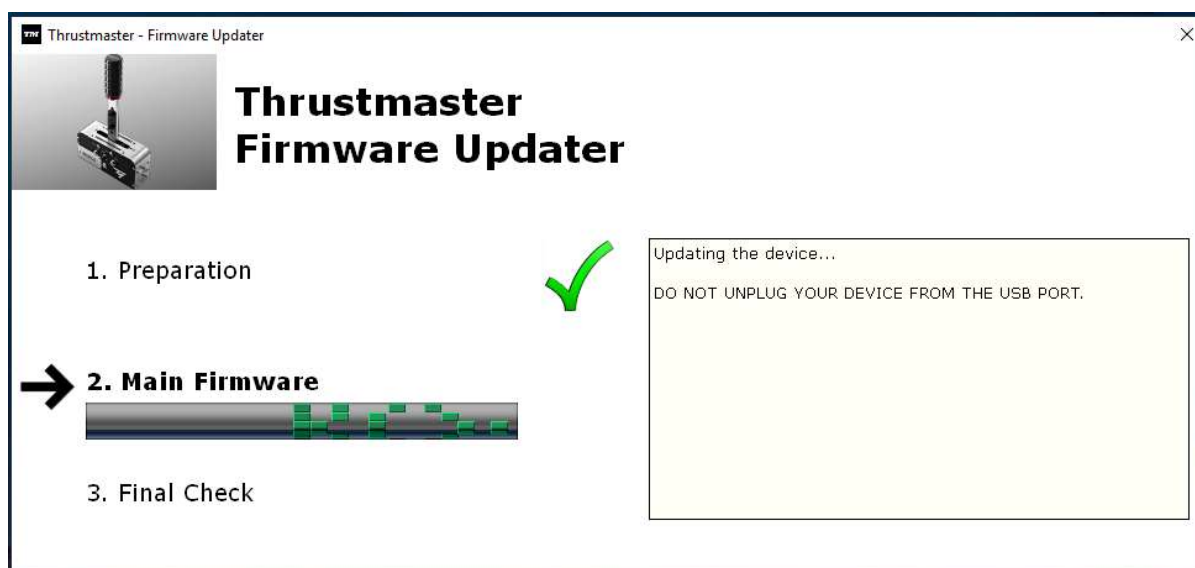 TM Thrustmaster - Firmware Updater
Thrustmaster
Firmware Updater
1. Preparation
Updating the device...
DO NOT UNPLUG YOUR DEVICE FROM THE USB PORT.
2. Main Firmware
3. Final Check